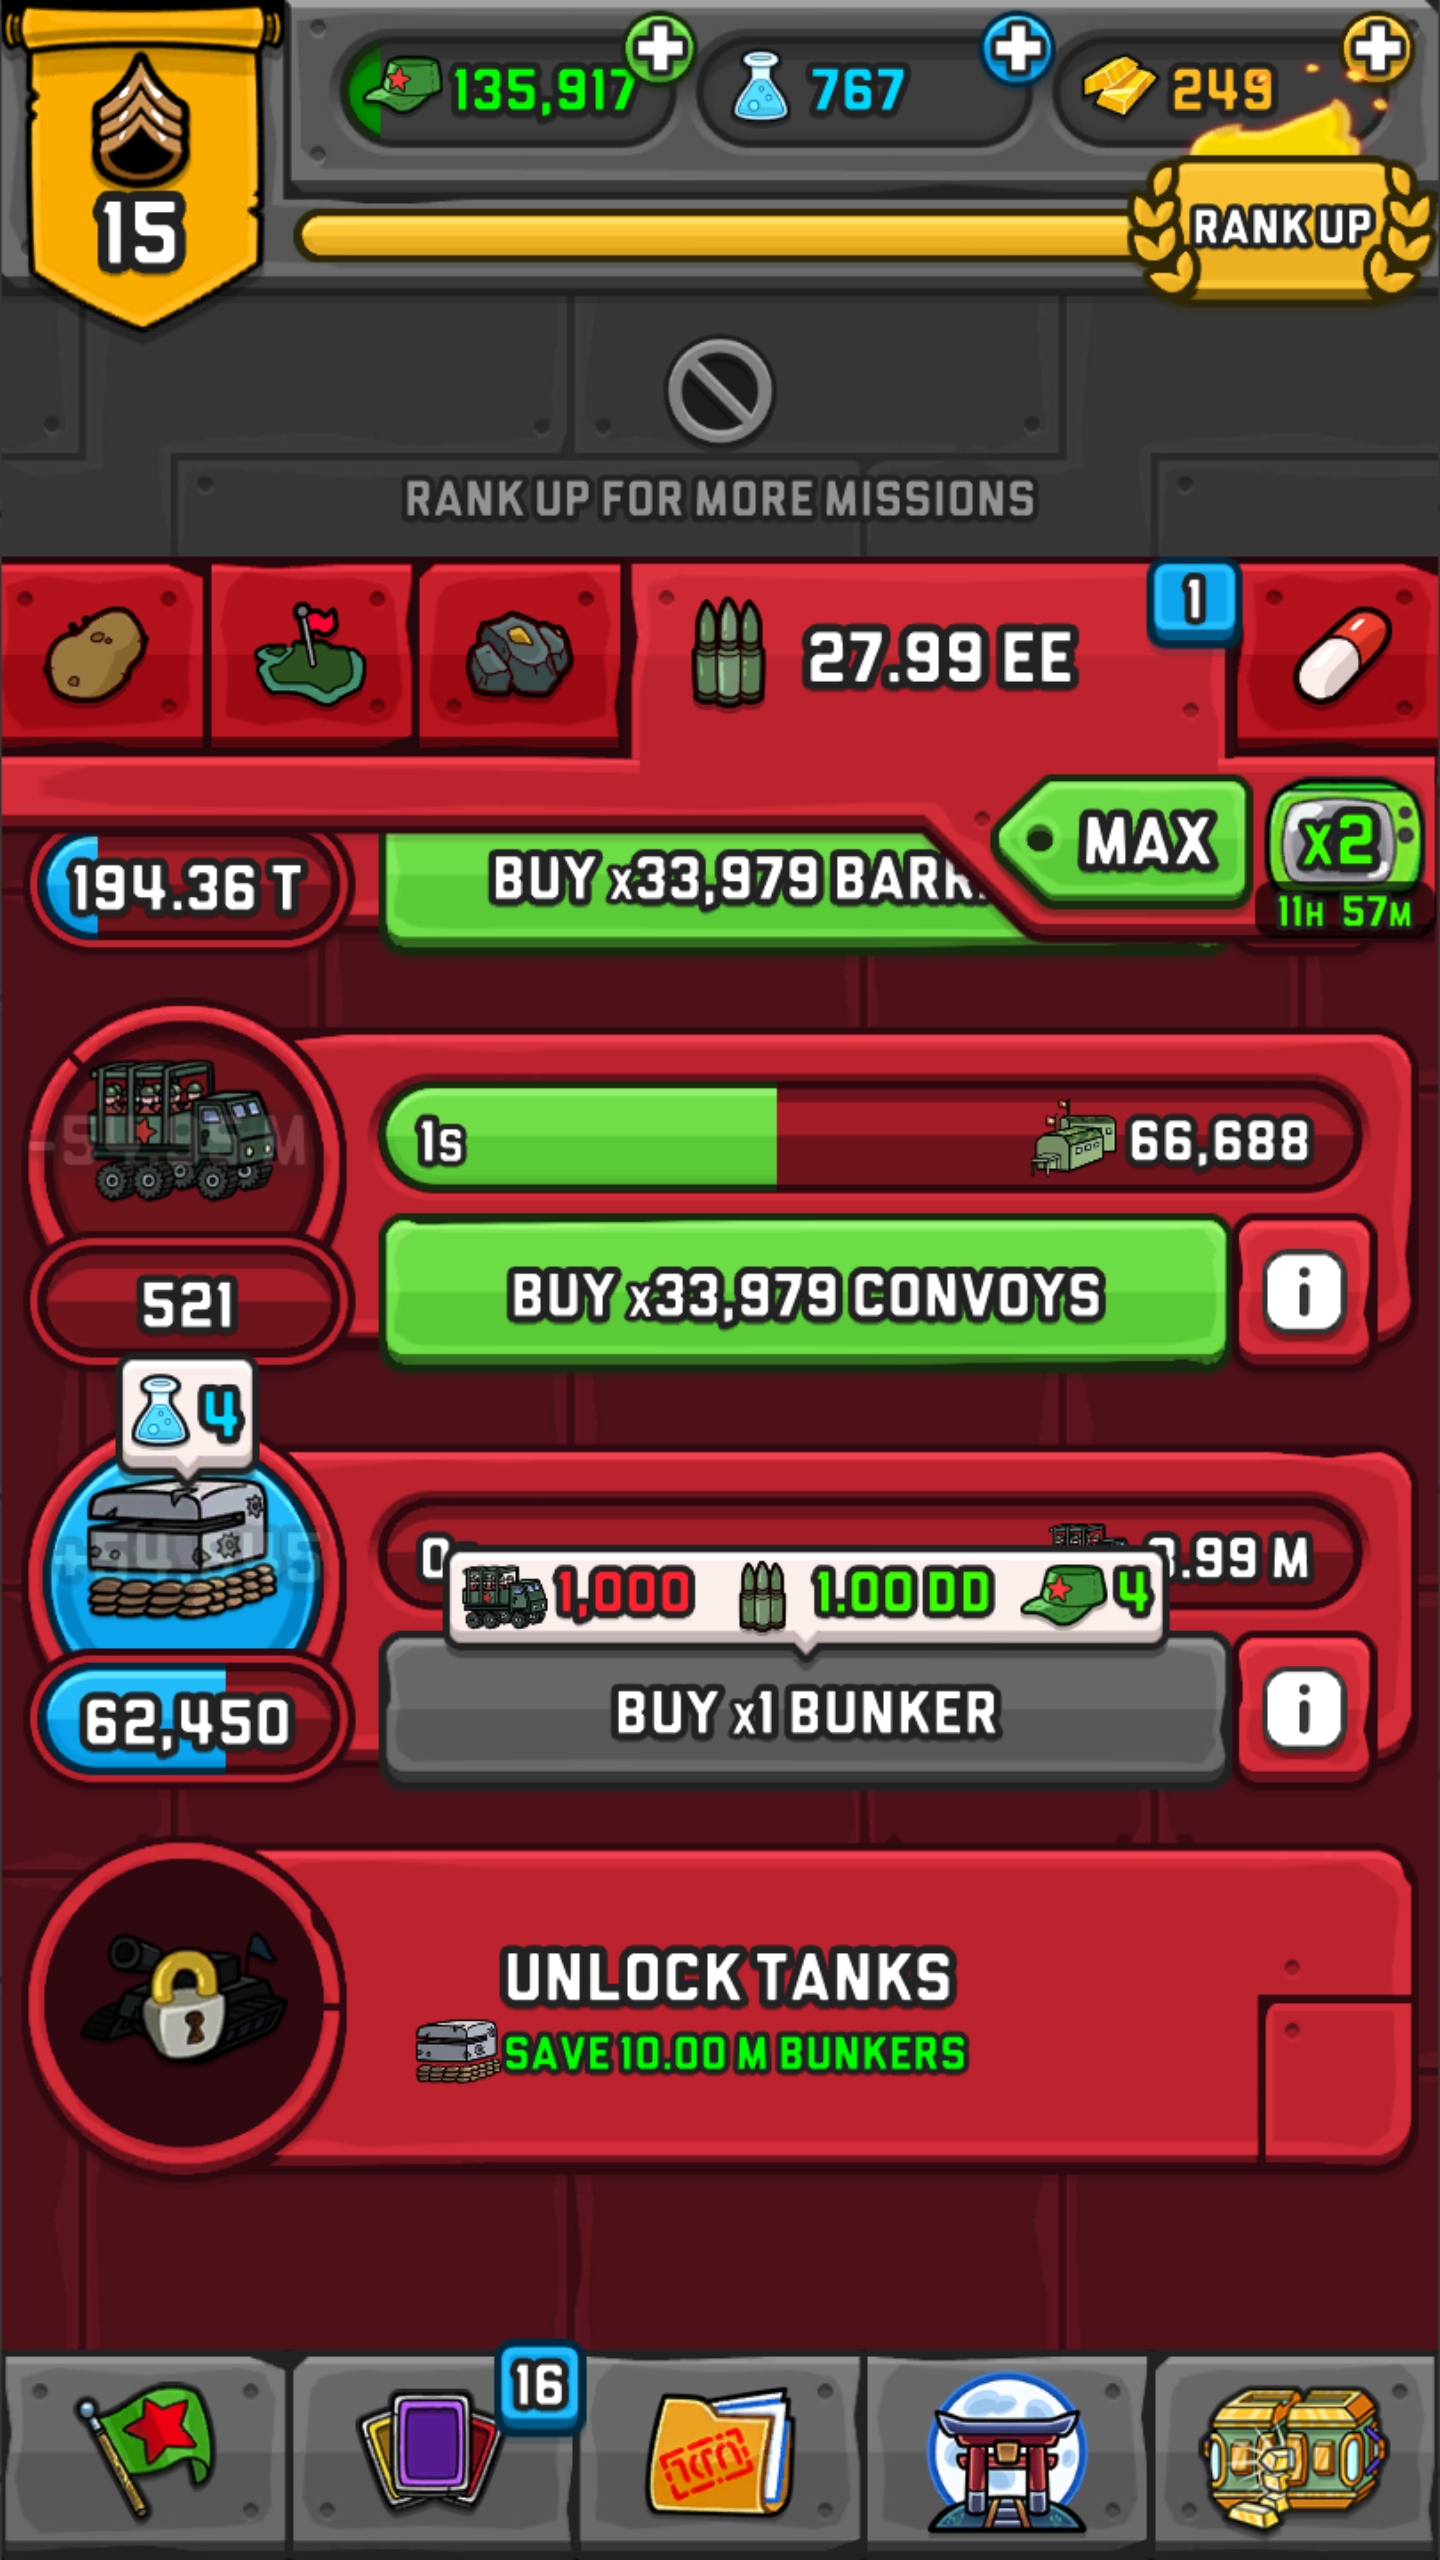 135,917
767
249
15
RANK UP
RANK UP FOR MORE MISSIONS
27.99 EE
1
MAX
x2
11H 57M
194.36 T
BUY x33,979 BARR
1s
66,688
BUY x33,979 CONVOYS
i
521
4
.99 M
1,000
1.00 DD
4
62,450
BUY x1 BUNKER
i
UNLOCK TANKS
SAVE 10.00 M BUNKERS
16